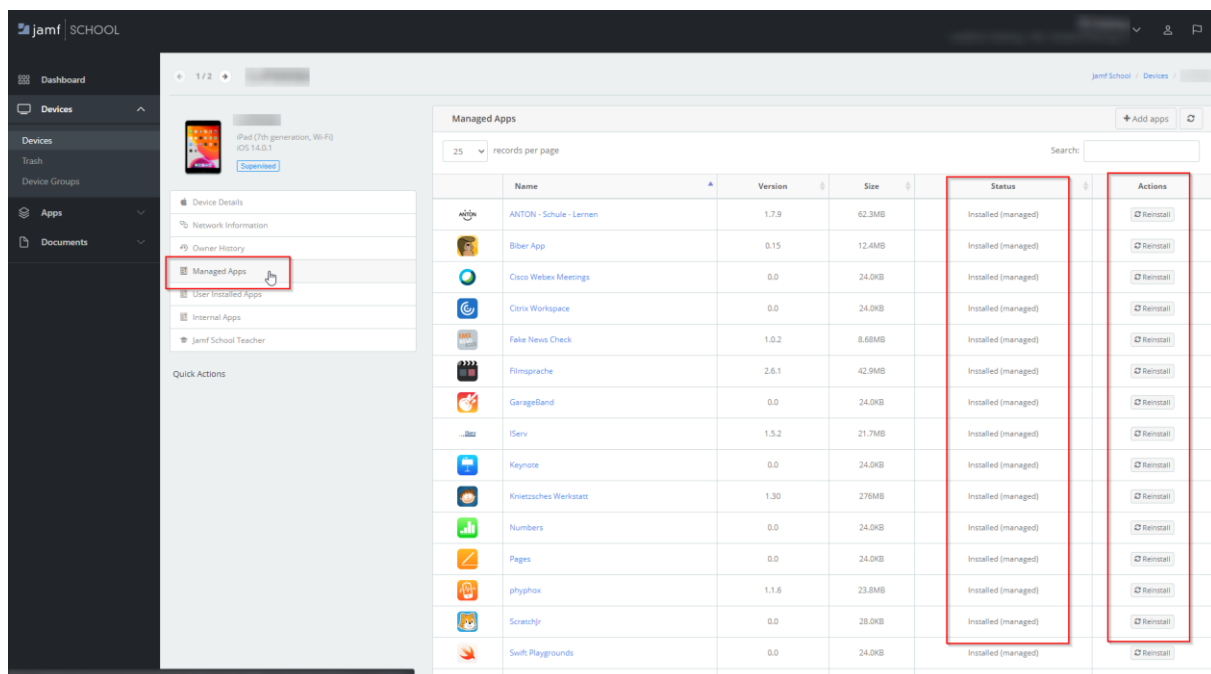 jamf SCHOOL
Dashboard
Devices
Devices
Trash
Device Groups
Apps
Documents
1/2
Jamf School / Devices /
iPad (7th generation, Wi-Fi)
iOS 14.0.1
Supervised
Device Details
Network Information
Owner History
Managed Apps
User Installed Apps
Internal Apps
Jamf School Teacher
Quick Actions
Managed Apps
Add apps
25 records per page
Search:
Name Version Size Status Actions
ANTON ANTON - Schule - Lernen 1.7.9 62.3MB Installed (managed) Reinstall
Biber App 0.15 12.4MB Installed (managed) Reinstall
Cisco Webex Meetings 0.0 24.0KB Installed (managed) Reinstall
Citrix Workspace 0.0 24.0KB Installed (managed) Reinstall
Fake News Check 1.0.2 8.68MB Installed (managed) Reinstall
Filmsprache 2.6.1 42.9MB Installed (managed) Reinstall
GarageBand 0.0 24.0KB Installed (managed) Reinstall
IServ 1.5.2 21.7MB Installed (managed) Reinstall
Keynote 0.0 24.0KB Installed (managed) Reinstall
Knietzsches Werkstatt 1.30 276MB Installed (managed) Reinstall
Numbers 0.0 24.0KB Installed (managed) Reinstall
Pages 0.0 24.0KB Installed (managed) Reinstall
phyphox 1.1.6 23.8MB Installed (managed) Reinstall
ScratchJr 0.0 28.0KB Installed (managed) Reinstall
Swift Playgrounds 0.0 24.0KB Installed (managed) Reinstall